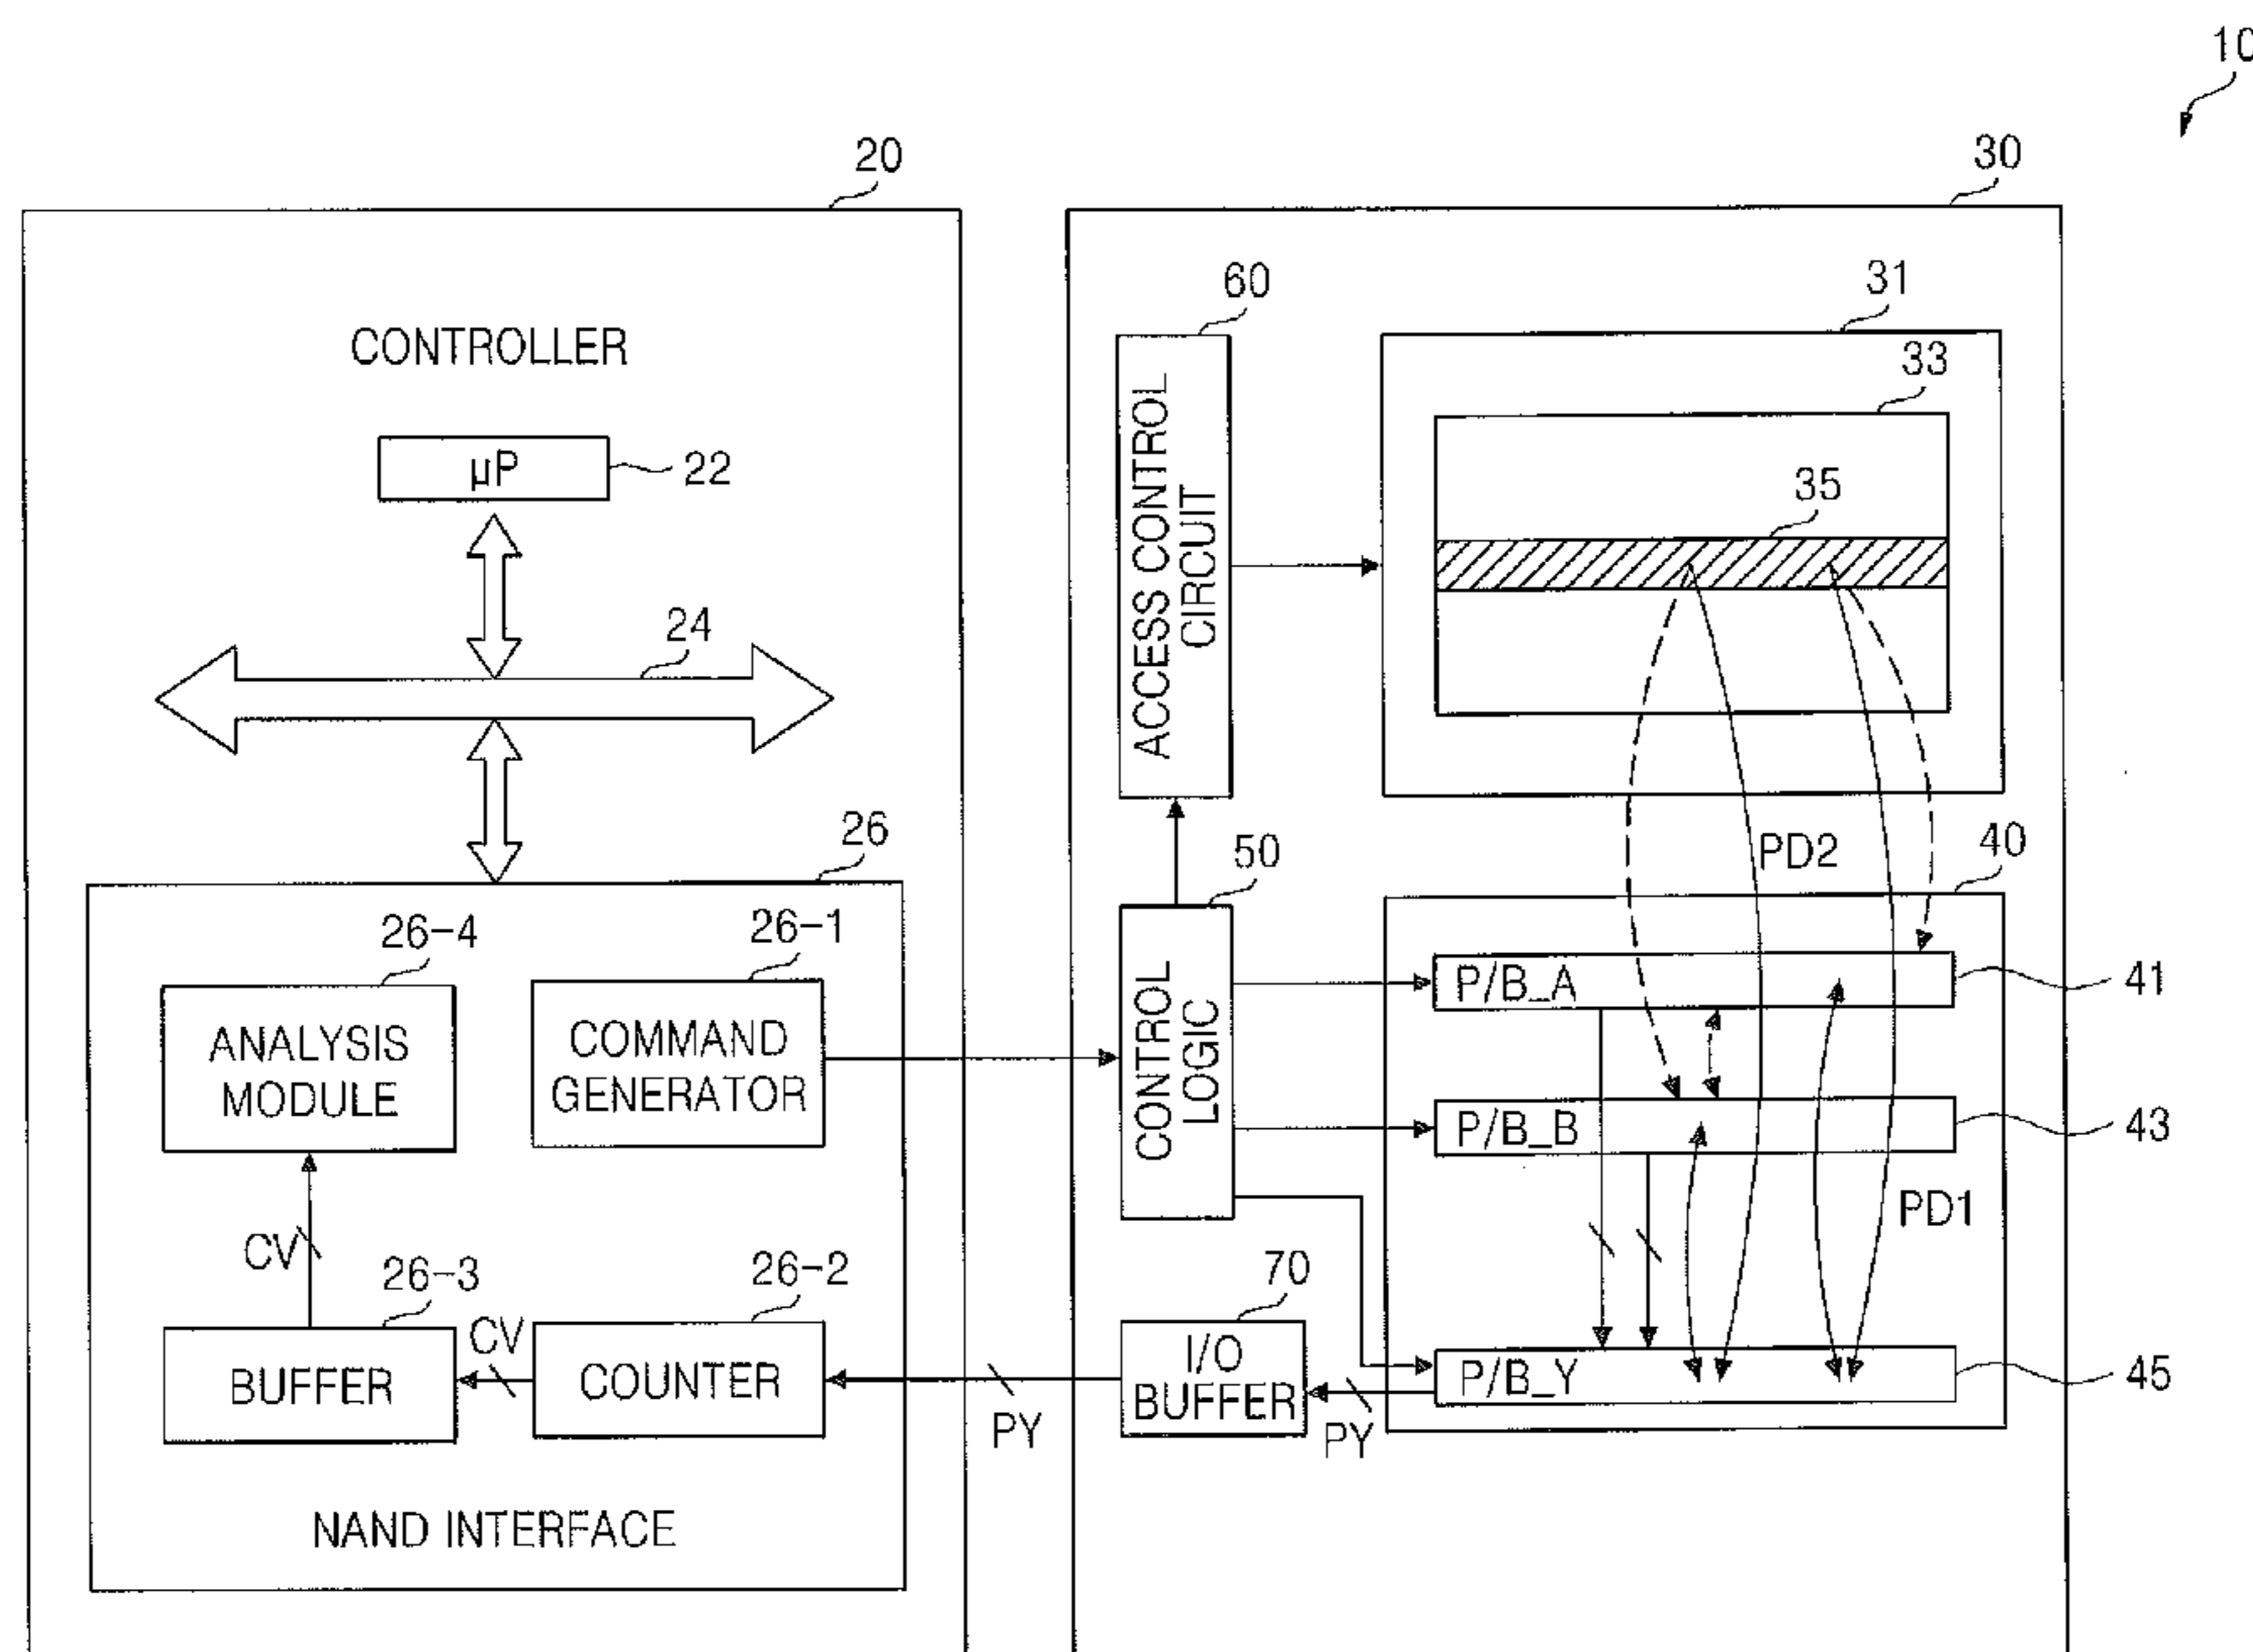 10
20
30
CONTROLLER
µP
22
24
26
26-4
26-1
ANALYSIS
MODULE
COMMAND
GENERATOR
CV
26-3
26-2
BUFFER
CV
COUNTER
NAND INTERFACE
PY
60
ACCESS CONTROL
CIRCUIT
31
33
35
50
CONTROL
LOGIC
PD2
40
P/B_A
41
P/B_B
43
PD1
70
I/O
BUFFER
PY
P/B_Y
45